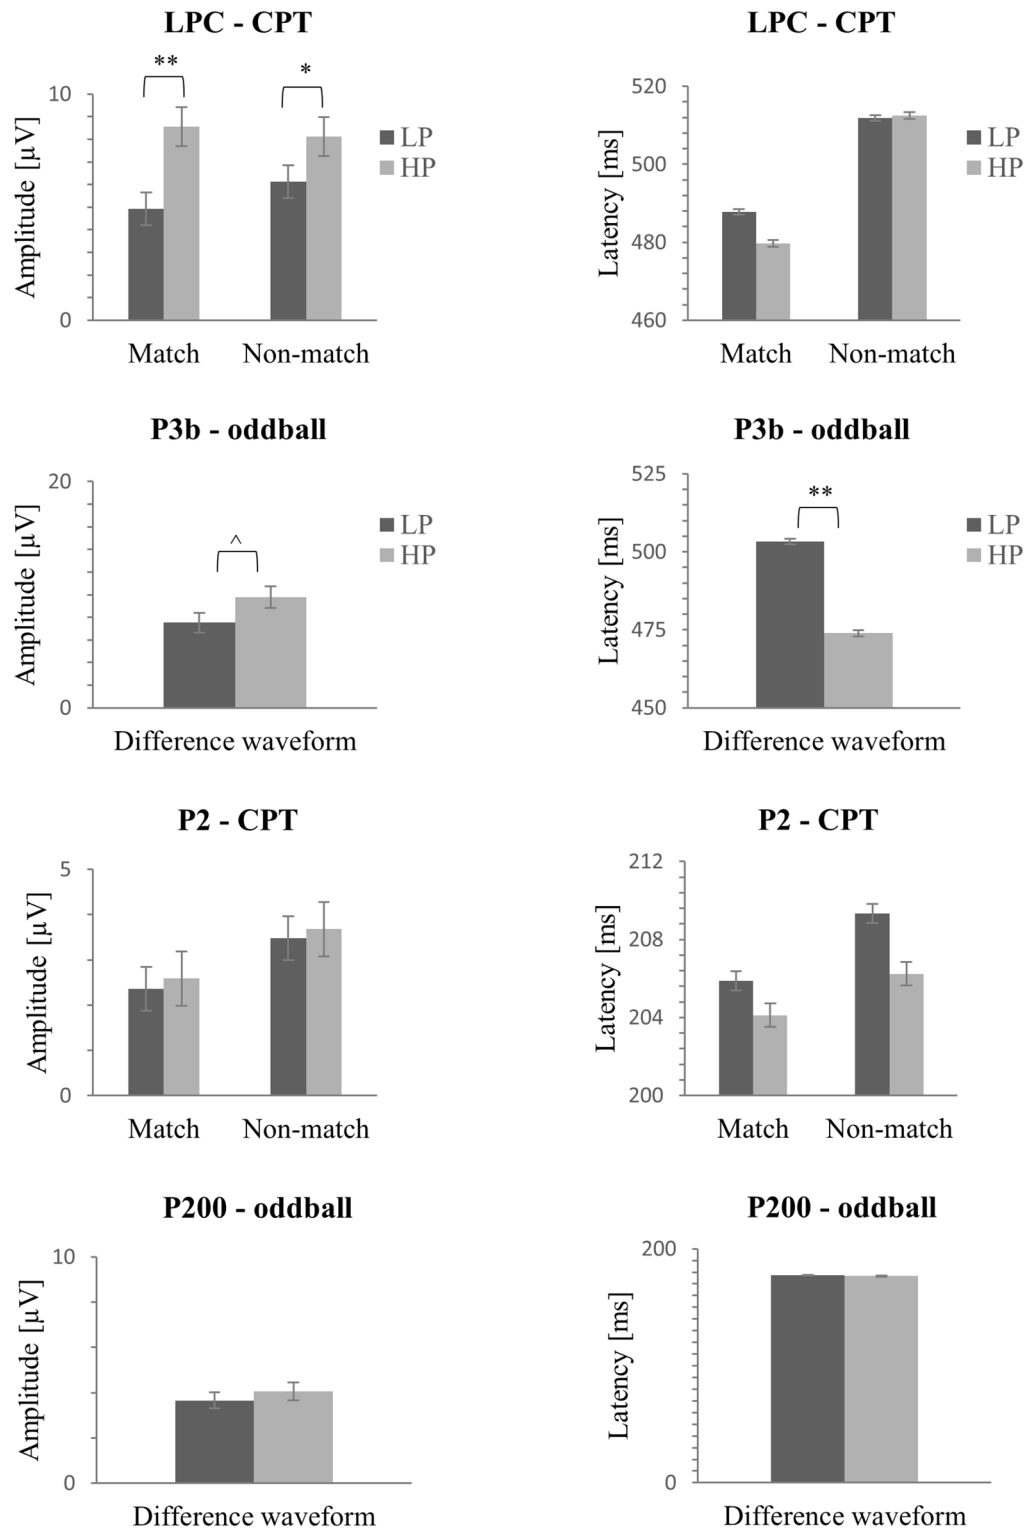 LPC - CPT
**
*
10
0
Amplitude [µV]
LP
HP
Match Non-match
LPC - CPT
520
500
480
460
Latency [ms]
LP
HP
Match Non-match
P3b - oddball
^
20
10
0
Amplitude [µV]
LP
HP
Difference waveform
P3b - oddball
**
525
500
475
450
Latency [ms]
LP
HP
Difference waveform
P2 - CPT
5
0
Amplitude [µV]
Match Non-match
P2 - CPT
212
208
204
200
Latency [ms]
Match Non-match
P200 - oddball
10
5
0
Amplitude [µV]
Difference waveform
P200 - oddball
200
0
Latency [ms]
Difference waveform